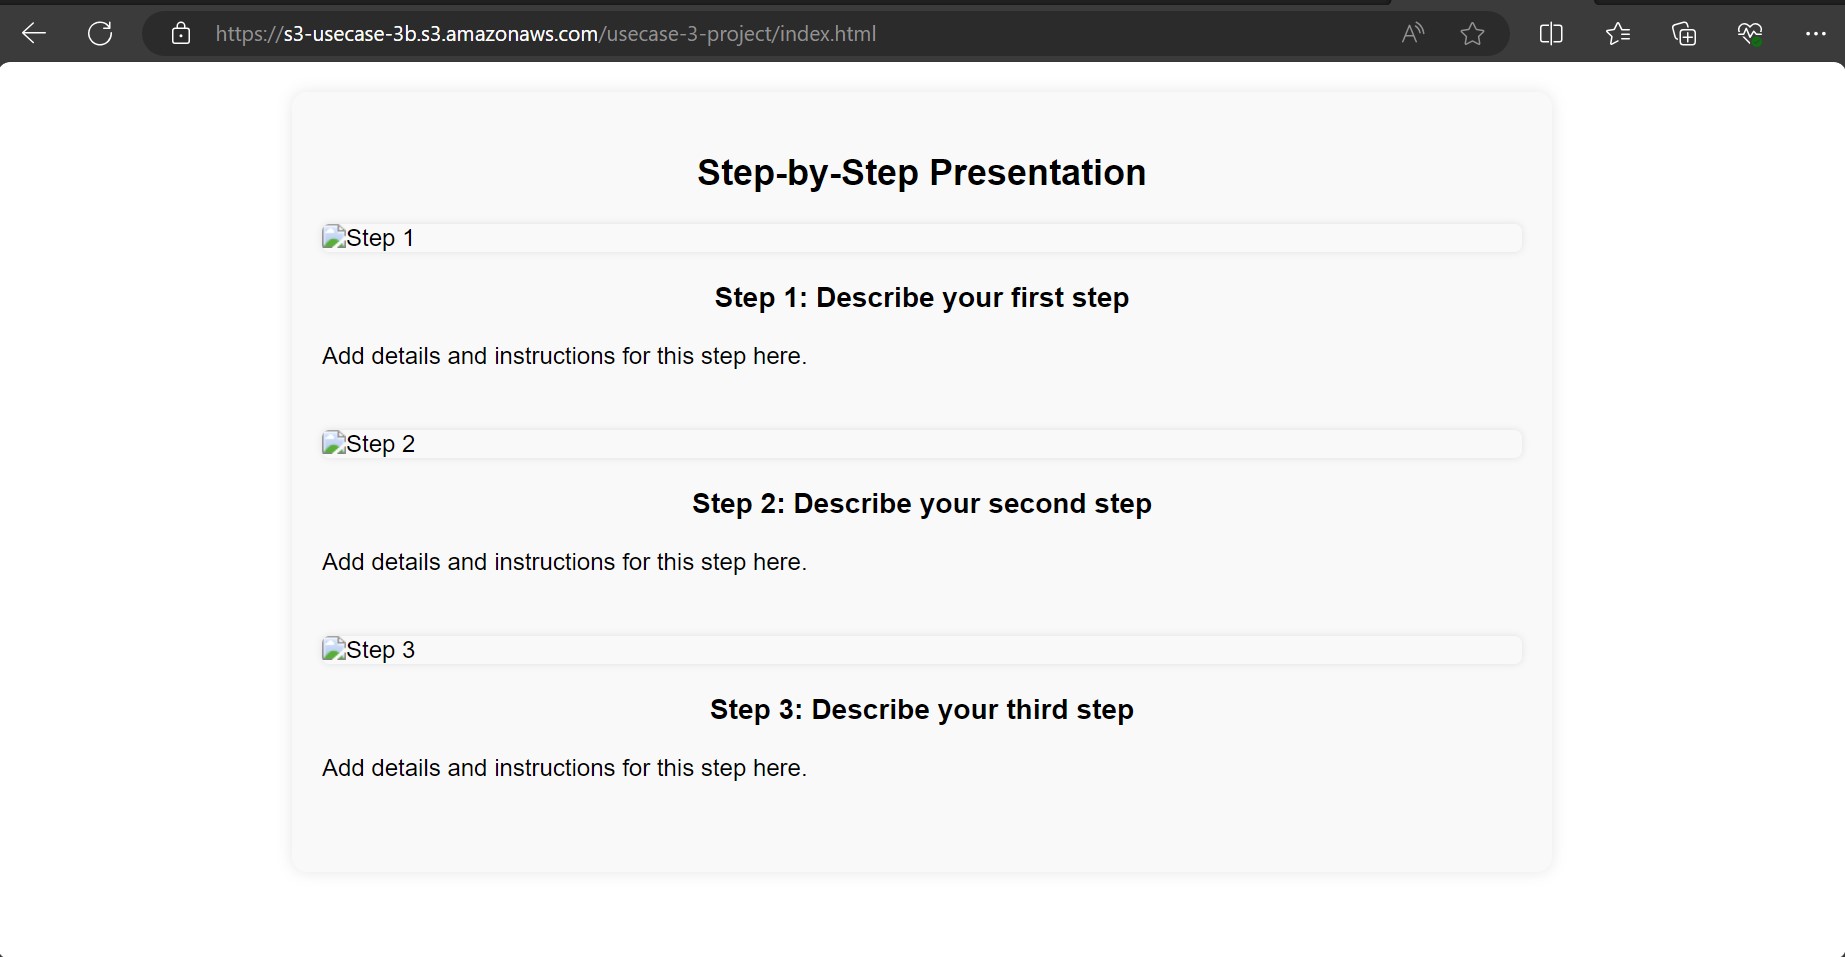 https://s3-usecase-3b.s3.amazonaws.com/usecase-3-project/index.html
Step-by-Step Presentation
Step 1
Step 1: Describe your first step
Add details and instructions for this step here.
Step 2
Step 2: Describe your second step
Add details and instructions for this step here.
Step 3
Step 3: Describe your third step
Add details and instructions for this step here.